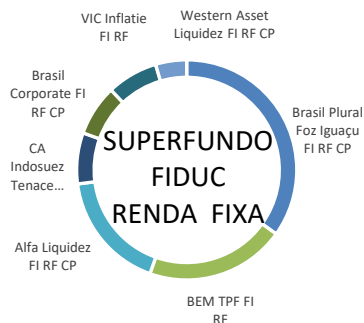 VIC Inflatie
FI RF
Western Asset
Liquidez FI RF CP
Brasil
Corporate FI
RF CP
Brasil Plural
Foz Iguaçu
FI RF CP
SUPERFUNDO
FIDUC
RENDA FIXA
CA
Indosuez
Tenace...
Alfa Liquidez
FI RF CP
BEM TPF FI
RF